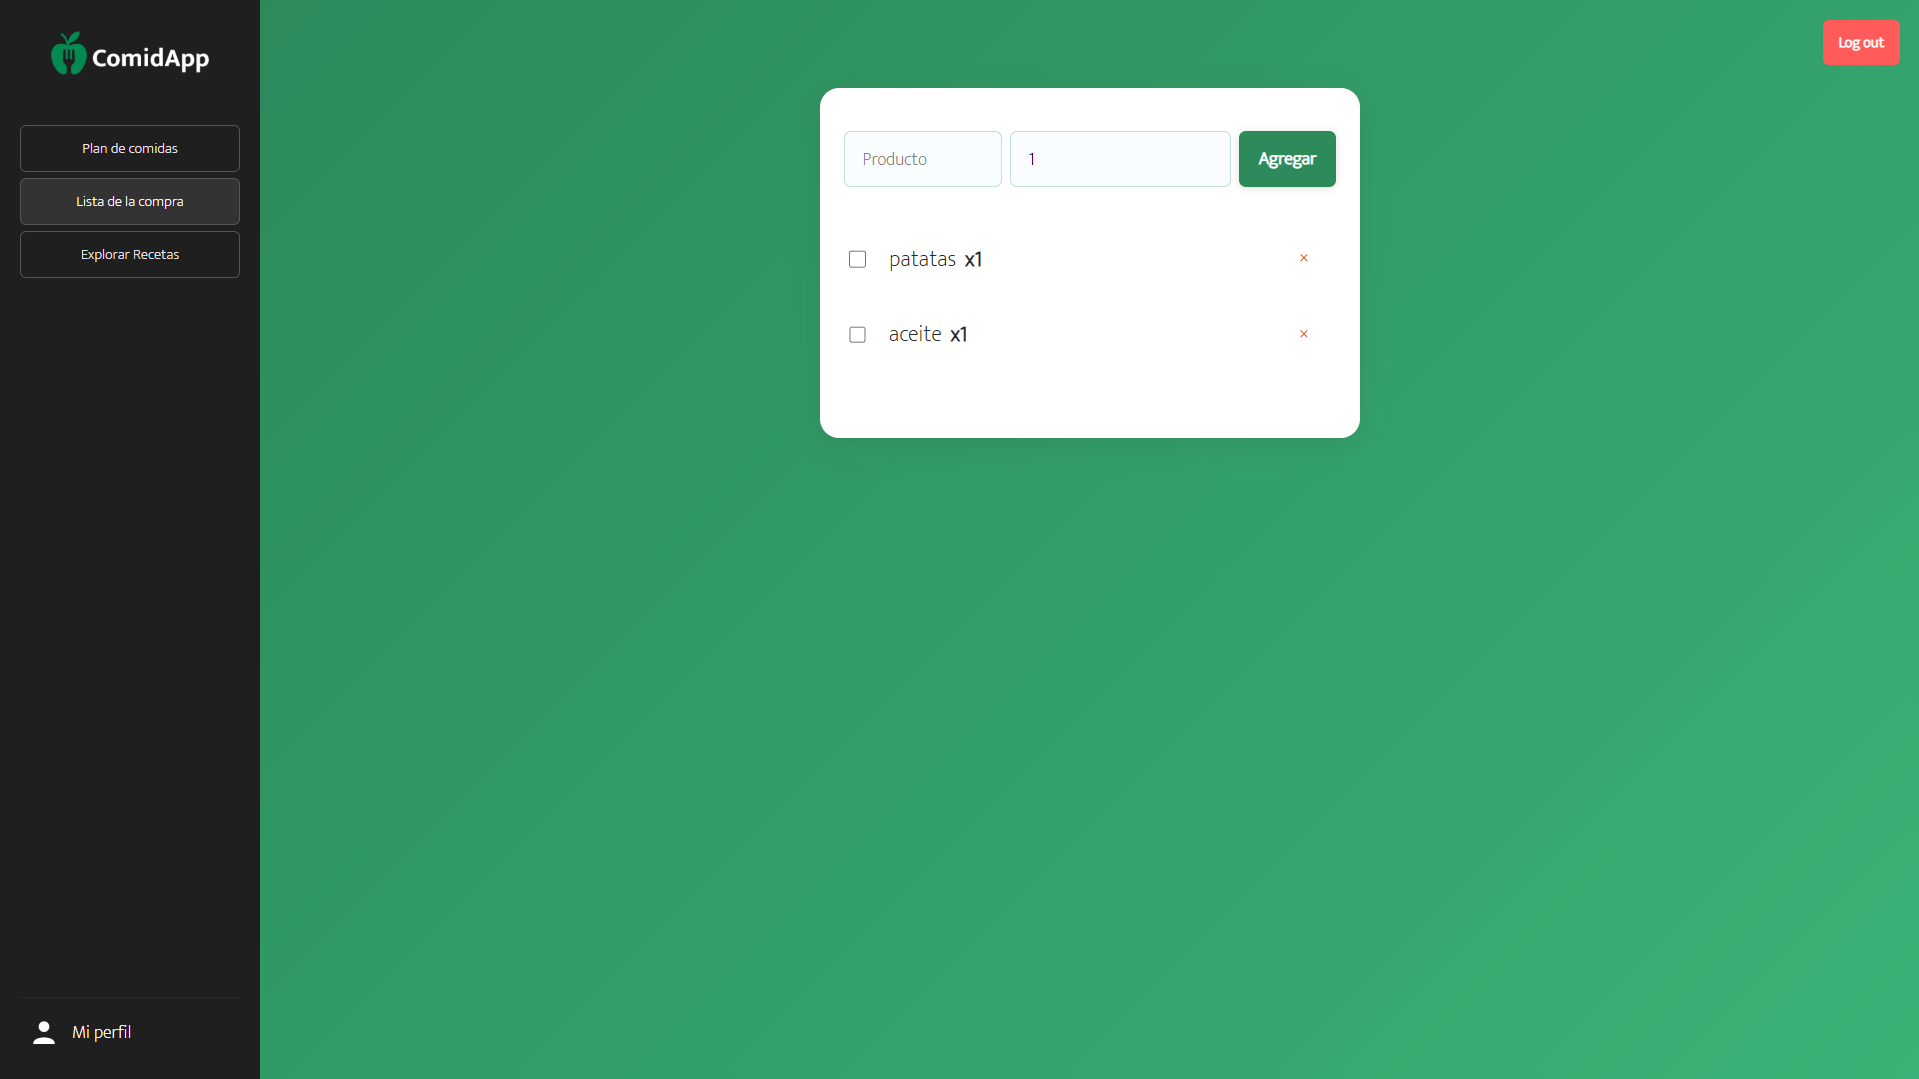 ComidApp
Log out
Plan de comidas
Lista de la compra
Explorar Recetas
Producto
1
Agregar
patatas x1
×
aceite x1
×
Mi perfil